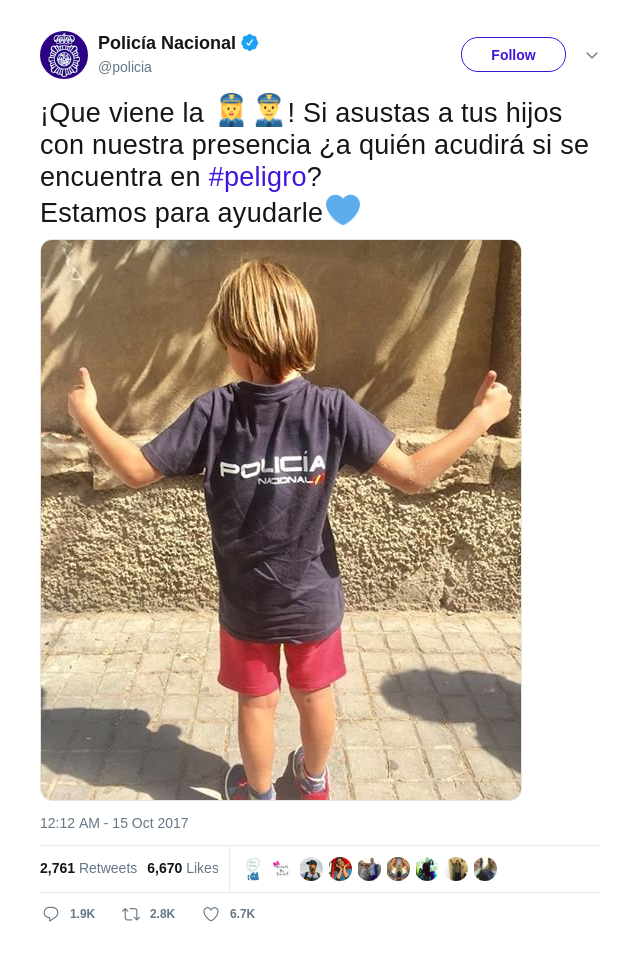 Policía Nacional
@policia
Follow
¡Que viene la 👮‍♀️ 👮‍♂️! Si asustas a tus hijos
con nuestra presencia ¿a quién acudirá si se
encuentra en #peligro?
Estamos para ayudarle💙
POLICÍA
NACIONAL
12:12 AM - 15 Oct 2017
2,761 Retweets 6,670 Likes
1.9K 2.8K 6.7K